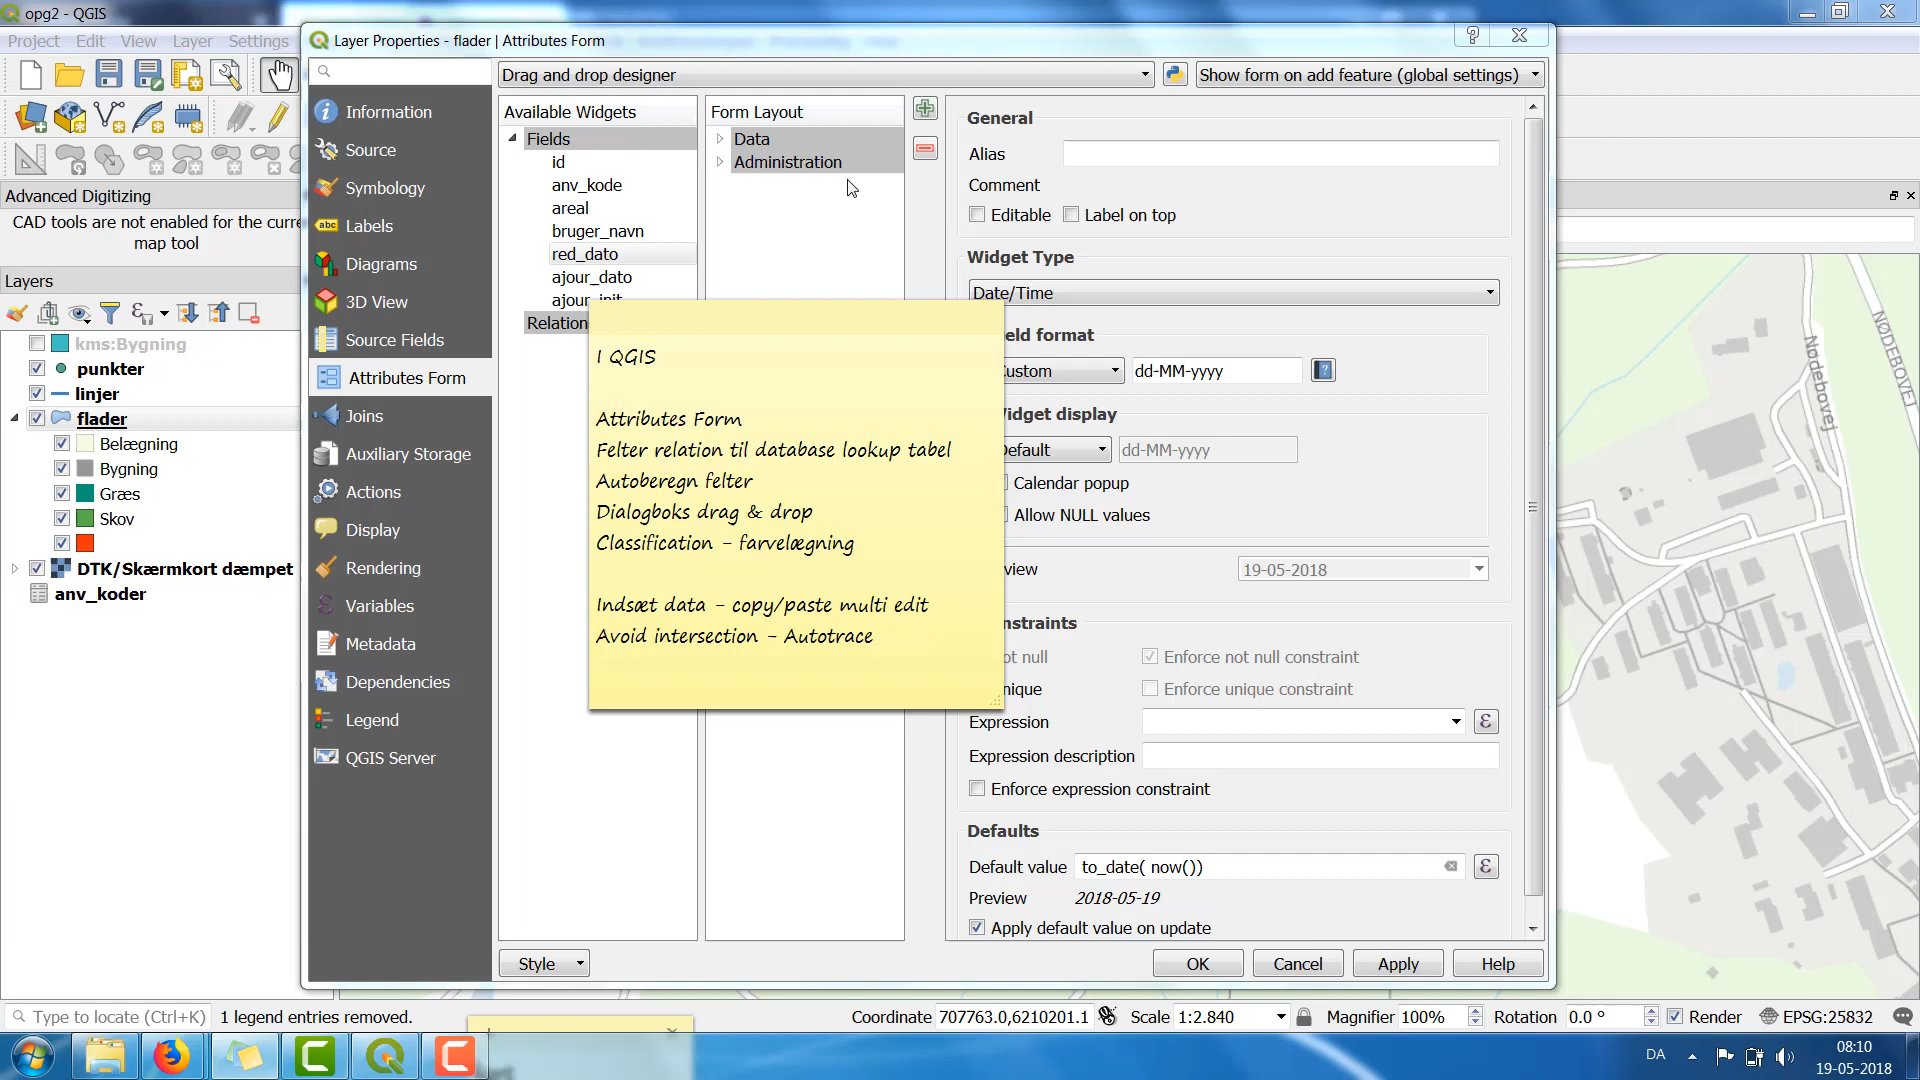 opg2 - QGIS
Project Edit View Layer Settings
Layer Properties - flader | Attributes Form
Drag and drop designer
Show form on add feature (global settings)
Information
Source
Symbology
Labels
Diagrams
3D View
Source Fields
Attributes Form
Joins
Auxiliary Storage
Actions
Display
Rendering
Variables
Metadata
Dependencies
Legend
QGIS Server
Available Widgets
Fields
id
anv_kode
areal
bruger_navn
red_dato
ajour_dato
ajour_init
Relation
Form Layout
Data
Administration
General
Alias
Comment
Editable Label on top
Widget Type
Date/Time
eld format
ustom dd-MM-yyyy
idget display
efault dd-MM-yyyy
Calendar popup
Allow NULL values
view 19-05-2018
nstraints
ot null Enforce not null constraint
nique Enforce unique constraint
Expression
Expression description
Enforce expression constraint
Defaults
Default value to_date( now())
Preview 2018-05-19
Apply default value on update
Style OK Cancel Apply Help
I QGIS
Attributes Form
Felter relation til database lookup tabel
Autoberegn felter
Dialogboks drag & drop
Classification - farvelægning
Indsæt data - copy/paste multi edit
Avoid intersection - Autotrace
Advanced Digitizing
CAD tools are not enabled for the curre
map tool
Layers
kms:Bygning
punkter
linjer
flader
abc
Belægning
Bygning
Græs
Skov
DTK/Skærmkort dæmpet
anv_koder
Nødebovej
NØDEBOVEJ
Type to locate (Ctrl+K) 1 legend entries removed. Coordinate 707763.0,6210201.1 Scale 1:2.840 Magnifier 100% Rotation 0.0 ° Render EPSG:25832
DA
08:10
19-05-2018